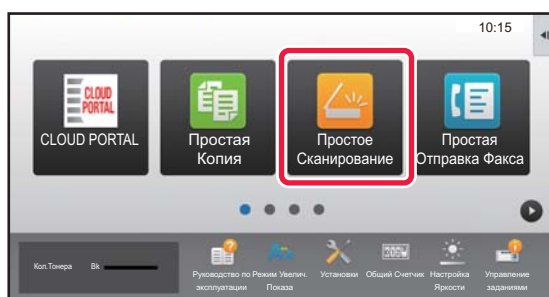 10:15
CLOUD
PORTAL
CLOUD PORTAL
Простая
Копия
Простое
Сканирование
Простая
Отправка Факса
Кол.Тонера
Bk
Руководство по
эксплуатации
Режим Увелич.
Показа
Установки
Общий Счетчик
Настройка
Яркости
Управление
заданиями